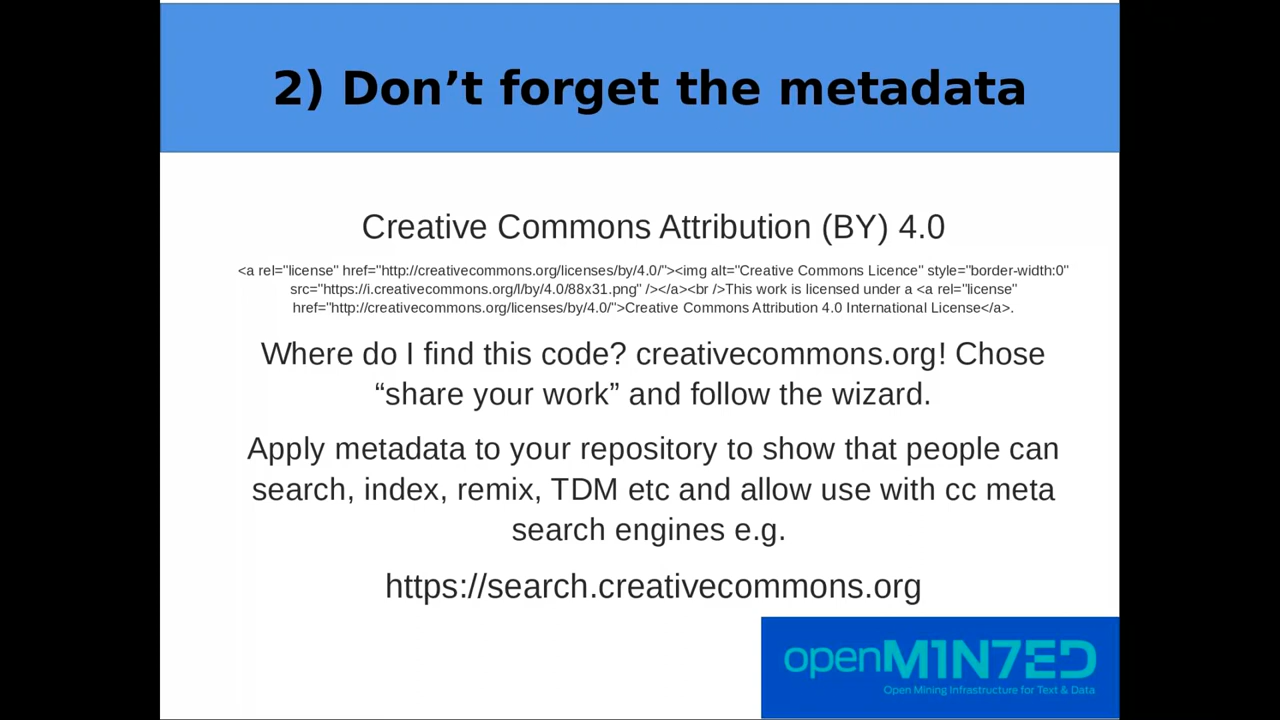 2) Don’t forget the metadata
Creative Commons Attribution (BY) 4.0
<a rel="license" href="http://creativecommons.org/licenses/by/4.0/"><img alt="Creative Commons Licence" style="border-width:0"
src="https://i.creativecommons.org/l/by/4.0/88x31.png" /></a><br />This work is licensed under a <a rel="license"
href="http://creativecommons.org/licenses/by/4.0/">Creative Commons Attribution 4.0 International License</a>.
Where do I find this code? creativecommons.org! Chose
“share your work” and follow the wizard.
Apply metadata to your repository to show that people can
search, index, remix, TDM etc and allow use with cc meta
search engines e.g.
https://search.creativecommons.org
openM1N7ED
Open Mining Infrastructure for Text & Data